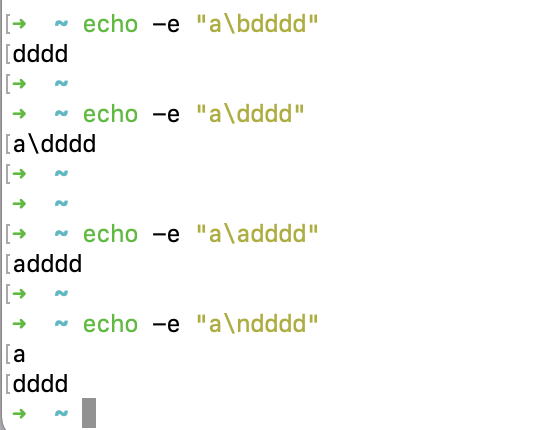 [➜ ~ echo -e "a\bdddd"
[dddd
[➜ ~
➜ ~ echo -e "a\dddd"
[a\dddd
[➜ ~
➜ ~
[➜ ~ echo -e "a\adddd"
[adddd
[➜ ~
➜ ~ echo -e "a\ndddd"
[a
[dddd
➜ ~